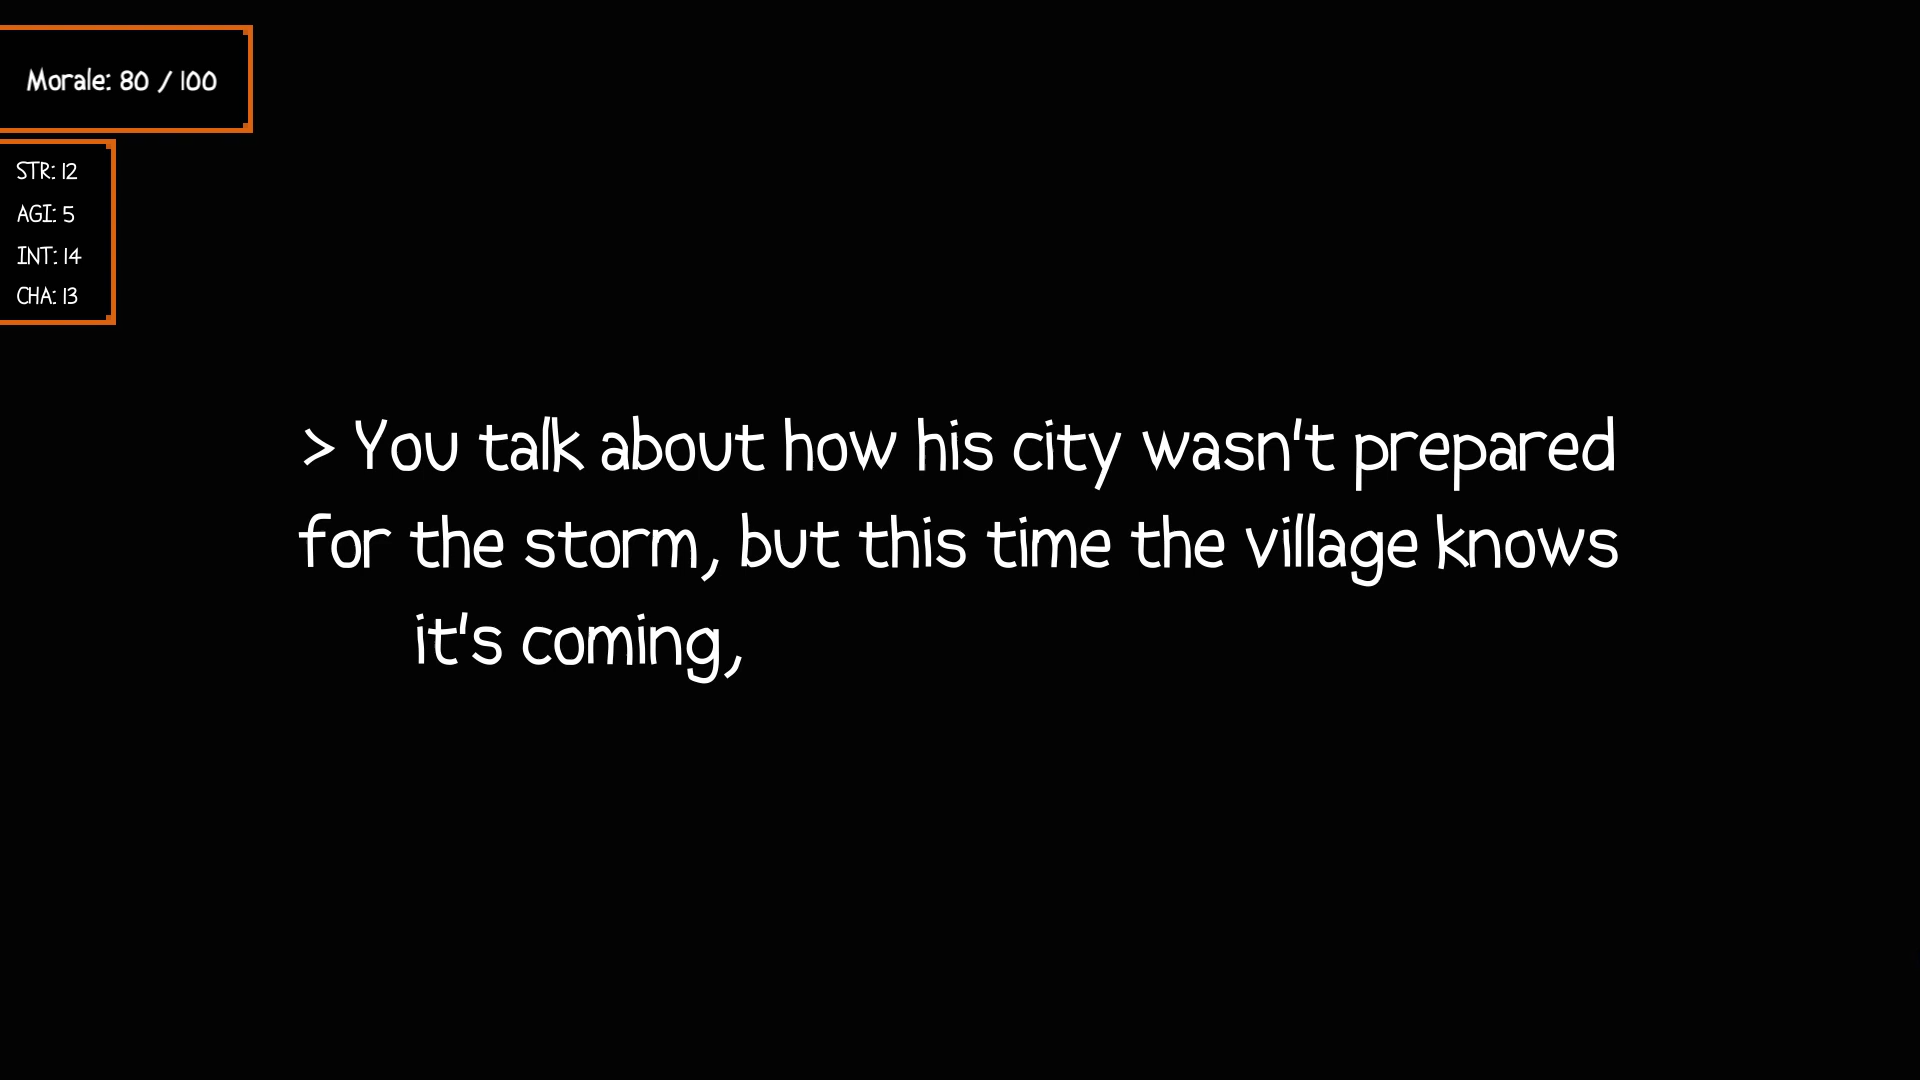 Morale: 80 / 100
STR: 12
AGI: 5
INT: 14
CHA: 13
> You talk about how his city wasn't prepared
for the storm, but this time the village knows
it's coming,